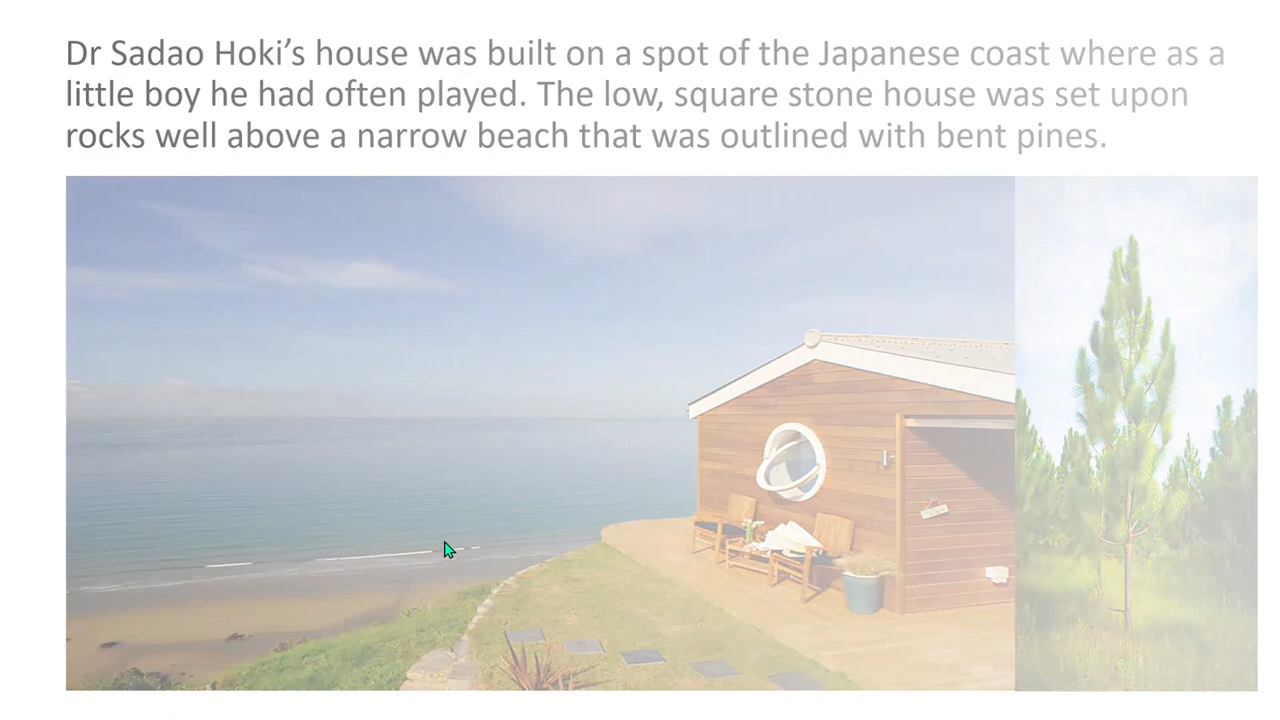 Dr Sadao Hoki’s house was built on a spot of the Japanese coast where as a
little boy he had often played. The low, square stone house was set upon
rocks well above a narrow beach that was outlined with bent pines.